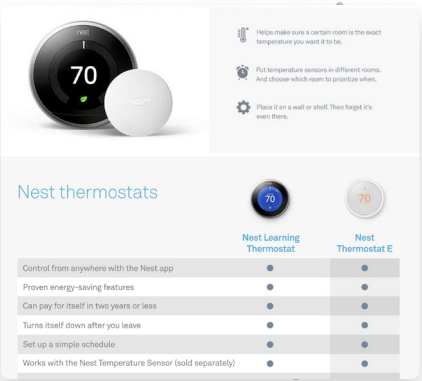 nest
70
nest
Helps make sure a certain room is the exact
temperature you want it to be.
Put temperature sensors in different rooms.
And choose which room to prioritize when.
Place it on a wall or shelf. Then forget it's
even there.
Nest thermostats
70
70
Nest Learning
Thermostat
Nest
Thermostat E
Control from anywhere with the Nest app
Proven energy-saving features
Can pay for itself in two years or less
Turns itself down after you leave
Set up a simple schedule
Works with the Nest Temperature Sensor (sold separately)